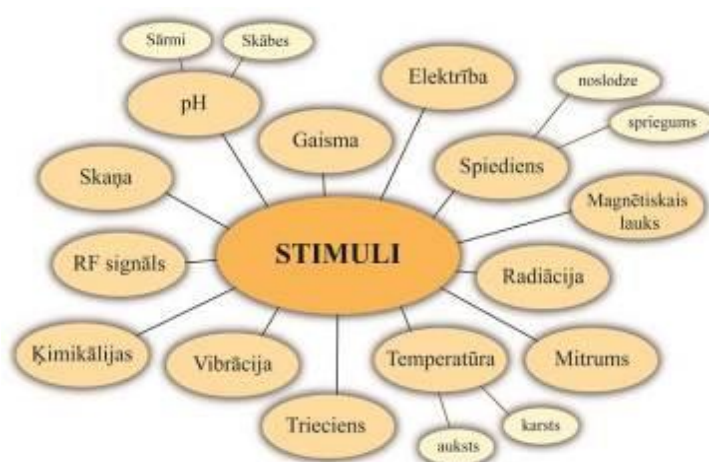 Sārmi
Skābes
pH
Elektrība
noslodze
spriegums
Gaisma
Spiediens
Skaņa
Magnētiskais
lauks
STIMULI
RF signāls
Radiācija
Ķimikālijas
Vibrācija
Temperatūra
Mitrums
Trieciens
karsts
auksts